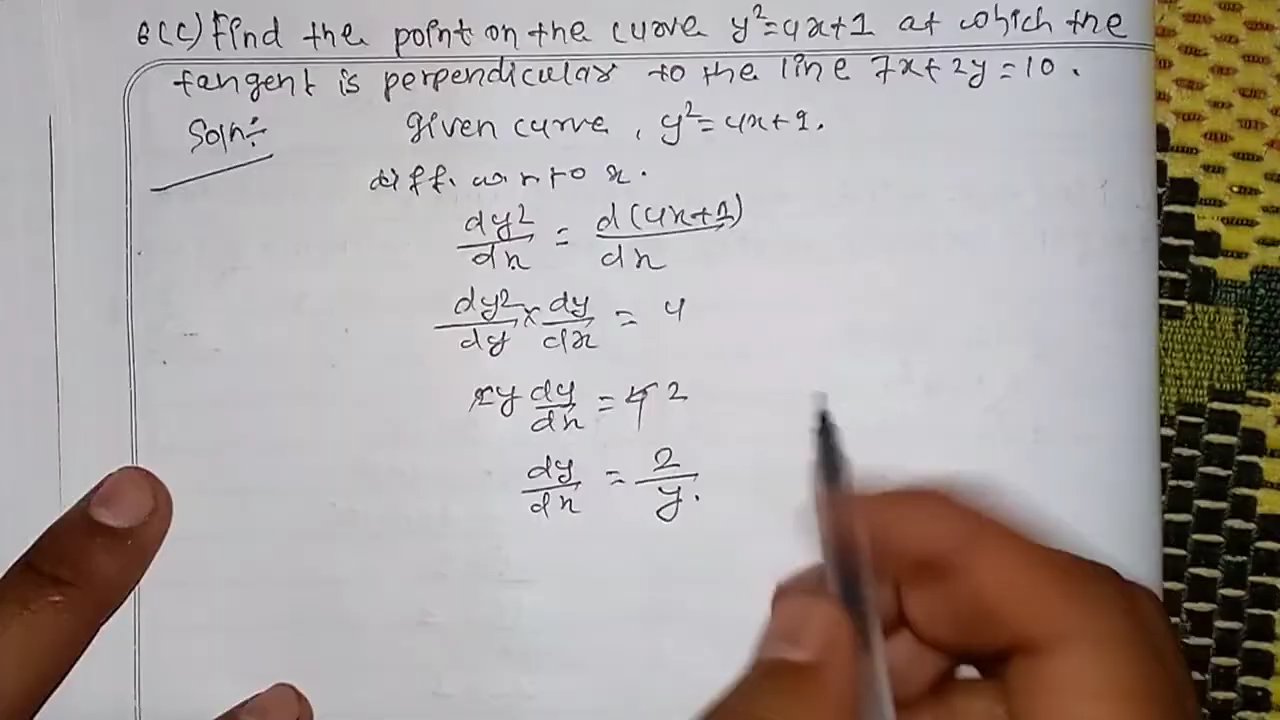 6(C) Find the point on the curve y²=4x+1 at which the
tangent is perpendicular to the line 7x+2y=10.
Soln:
Given curve, y²=4x+1.
diff. w.r.to x.
dy²/dx = d(4x+1)/dx
dy²/dy × dy/dx = 4
2y dy/dx = 4 2
dy/dx = 2/y.